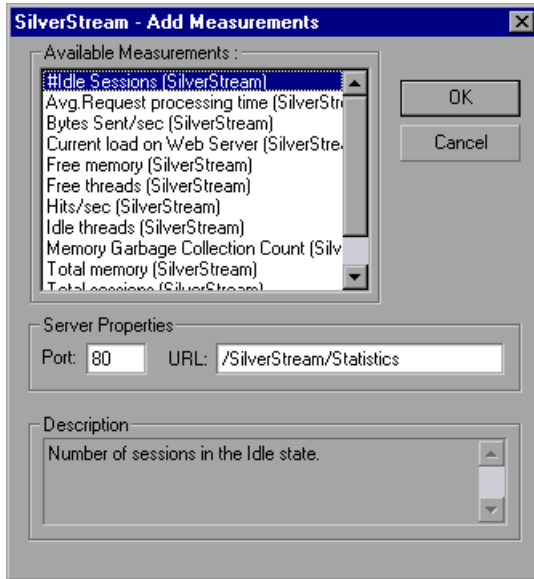 SilverStream - Add Measurements
Available Measurements :
#Idle Sessions (SilverStream)
Avg.Request processing time (SilverStr
Bytes Sent/sec (SilverStream)
Current load on Web Server (SilverStre
Free memory (SilverStream)
Free threads (SilverStream)
Hits/sec (SilverStream)
Idle threads (SilverStream)
Memory Garbage Collection Count (Silv
Total memory (SilverStream)
Total sessions (SilverStream)
OK
Cancel
Server Properties
Port: 80 URL: /SilverStream/Statistics
Description
Number of sessions in the Idle state.